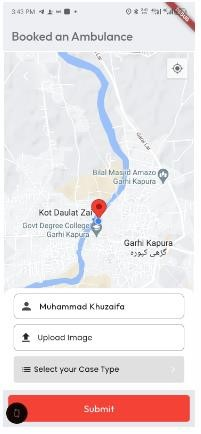 3:43 PM
Booked an Ambulance
Bilal Masjid Amazo
Garhi Kapura
Kot Daulat Zai
Govt Degree College
Garhi Kapura
Garhi Kapura
گڑھی کپورہ
Muhammad Khuzaifa
Upload Image
Select your Case Type
Submit